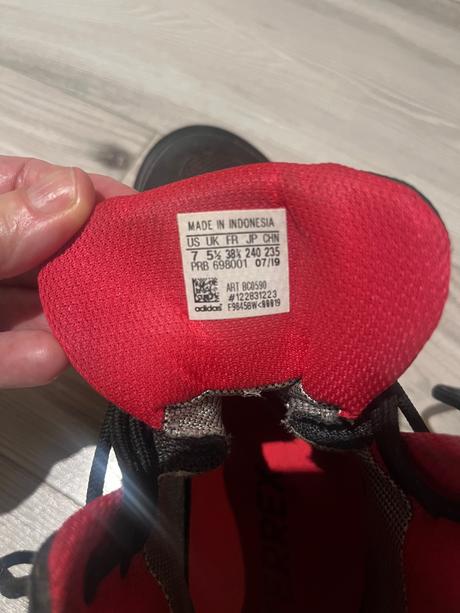 MADE IN INDONESIA
US UK FR JP CHN
7 5½ 38⅔ 240 235
PRB 698001 07/19
ART BC0590
#122831223
adidas